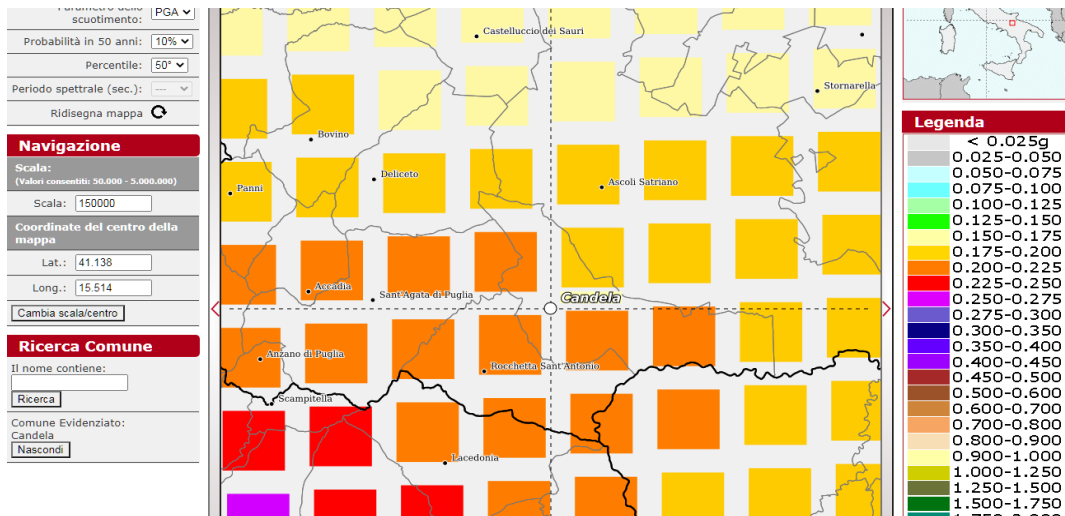 Parametro dello
scuotimento: PGA
Probabilità in 50 anni: 10%
Percentile: 50°
Periodo spettrale (sec.): ---
Ridisegna mappa
Navigazione
Scala:
(Valori consentiti: 50.000 - 5.000.000)
Scala: 150000
Coordinate del centro della
mappa
Lat.: 41.138
Long.: 15.514
Cambia scala/centro
Ricerca Comune
Il nome contiene:
Ricerca
Comune Evidenziato:
Candela
Nascondi
Castelluccio dei Sauri
Stornarella
Bovino
Deliceto
Panni
Ascoli Satriano
Accadia
Sant'Agata di Puglia
Candela
Anzano di Puglia
Rocchetta Sant'Antonio
Scampitella
Lacedonia
Legenda
< 0.025g
0.025-0.050
0.050-0.075
0.075-0.100
0.100-0.125
0.125-0.150
0.150-0.175
0.175-0.200
0.200-0.225
0.225-0.250
0.250-0.275
0.275-0.300
0.300-0.350
0.350-0.400
0.400-0.450
0.450-0.500
0.500-0.600
0.600-0.700
0.700-0.800
0.800-0.900
0.900-1.000
1.000-1.250
1.250-1.500
1.500-1.750